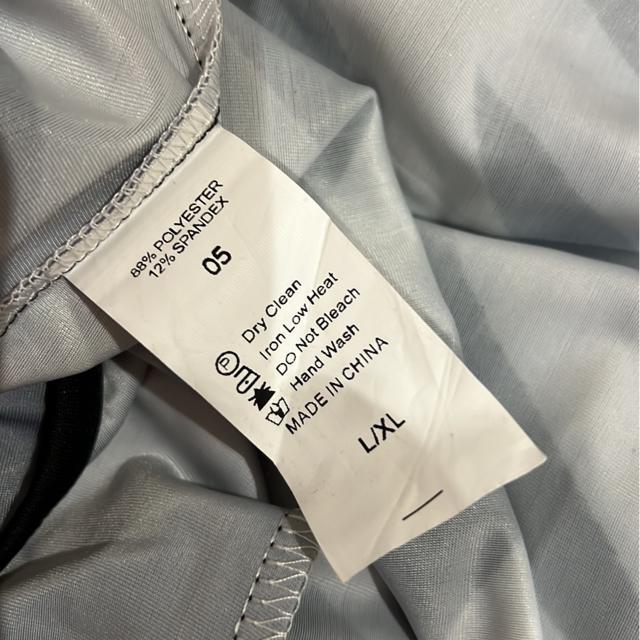 88% POLYESTER
12% SPANDEX
05
Dry Clean
Iron Low Heat
DO Not Bleach
Hand Wash
MADE IN CHINA
L/XL